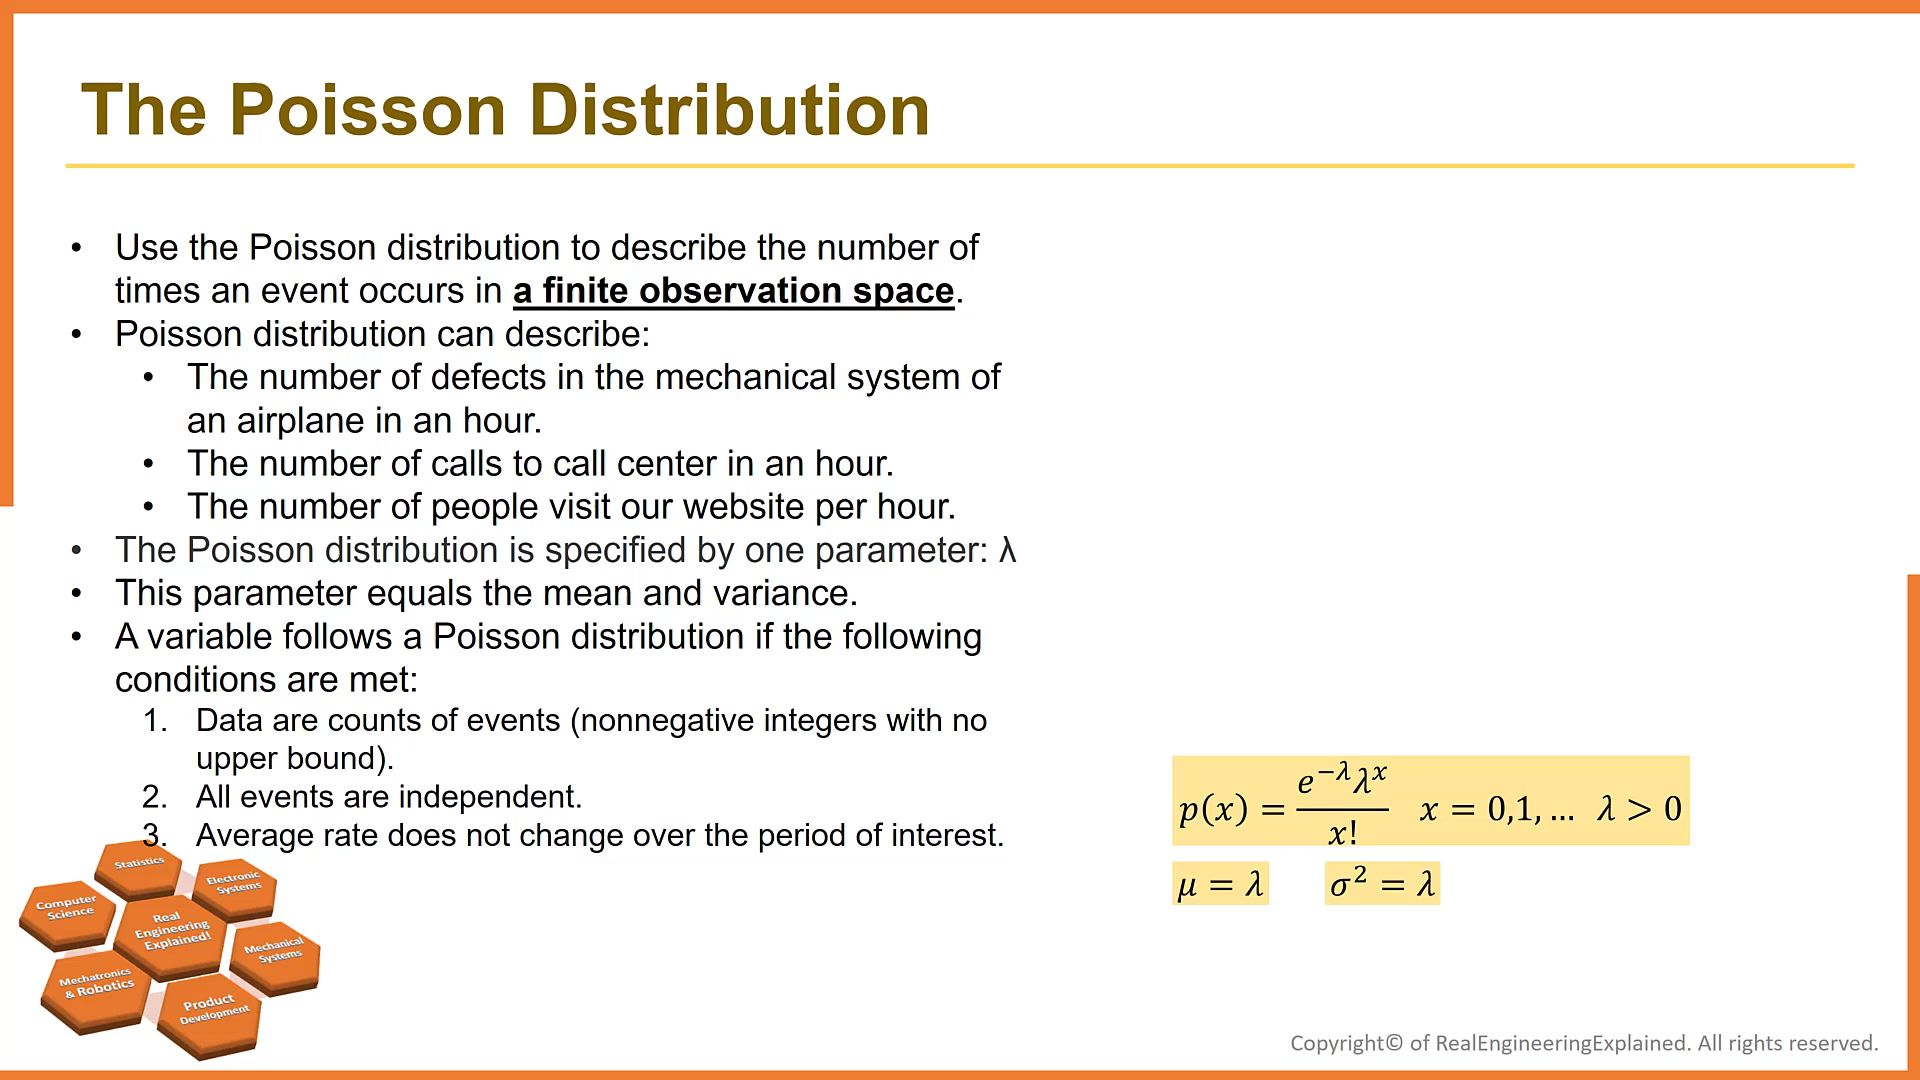 The Poisson Distribution
• Use the Poisson distribution to describe the number of
times an event occurs in a finite observation space.
• Poisson distribution can describe:
• The number of defects in the mechanical system of
an airplane in an hour.
• The number of calls to call center in an hour.
• The number of people visit our website per hour.
• The Poisson distribution is specified by one parameter: λ
• This parameter equals the mean and variance.
• A variable follows a Poisson distribution if the following
conditions are met:
1. Data are counts of events (nonnegative integers with no
upper bound).
2. All events are independent.
3. Average rate does not change over the period of interest.
p(x) = e^{−λ}λ^x / x!   x = 0,1, …   λ > 0
μ = λ   σ² = λ
Statistics
Electronic
Systems
Computer
Science
Real
Engineering
Explained!
Mechanical
Systems
Mechatronics
& Robotics
Product
Development
Copyright© of RealEngineeringExplained. All rights reserved.